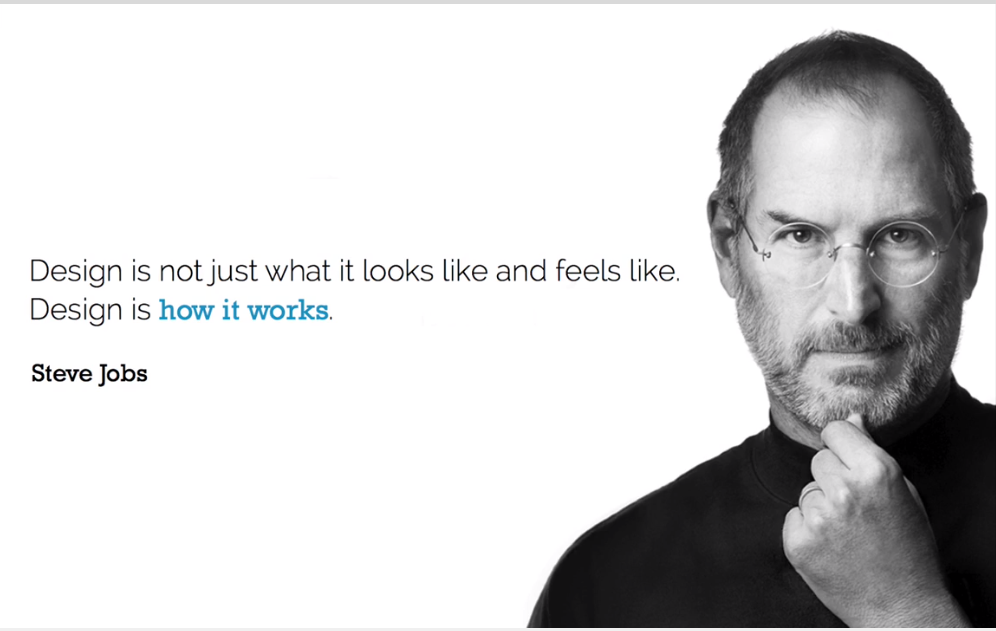 Design is not just what it looks like and feels like.
Design is how it works.
Steve Jobs